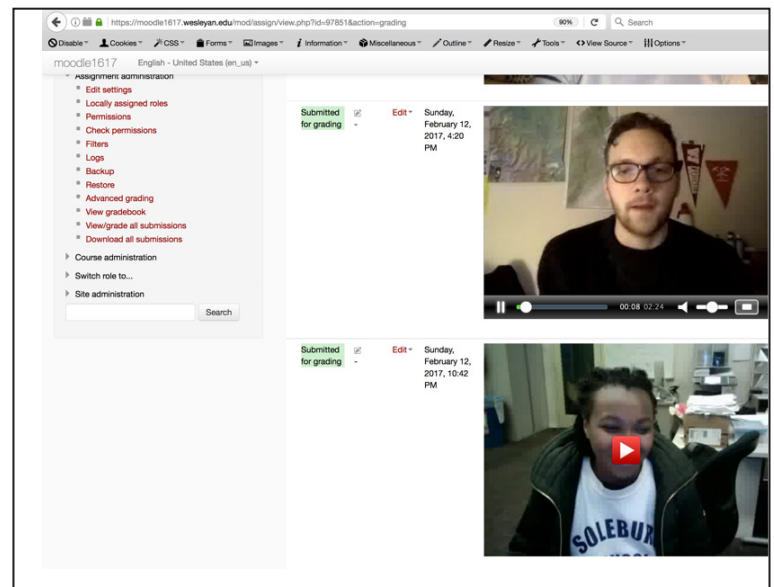 https://moodle1617.wesleyan.edu/mod/assign/view.php?id=97851&action=grading 90% Search
Disable Cookies CSS Forms Images Information Miscellaneous Outline Resize Tools View Source Options
moodle1617 English - United States (en_us)
Assignment administration
Edit settings
Locally assigned roles
Permissions
Check permissions
Filters
Logs
Backup
Restore
Advanced grading
View gradebook
View/grade all submissions
Download all submissions
Course administration
Switch role to...
Site administration
Search
Submitted
for grading
-
Edit
Sunday,
February 12,
2017, 4:20
PM
00:08 02:24
Submitted
for grading
-
Edit
Sunday,
February 12,
2017, 10:42
PM
SOLEBUR